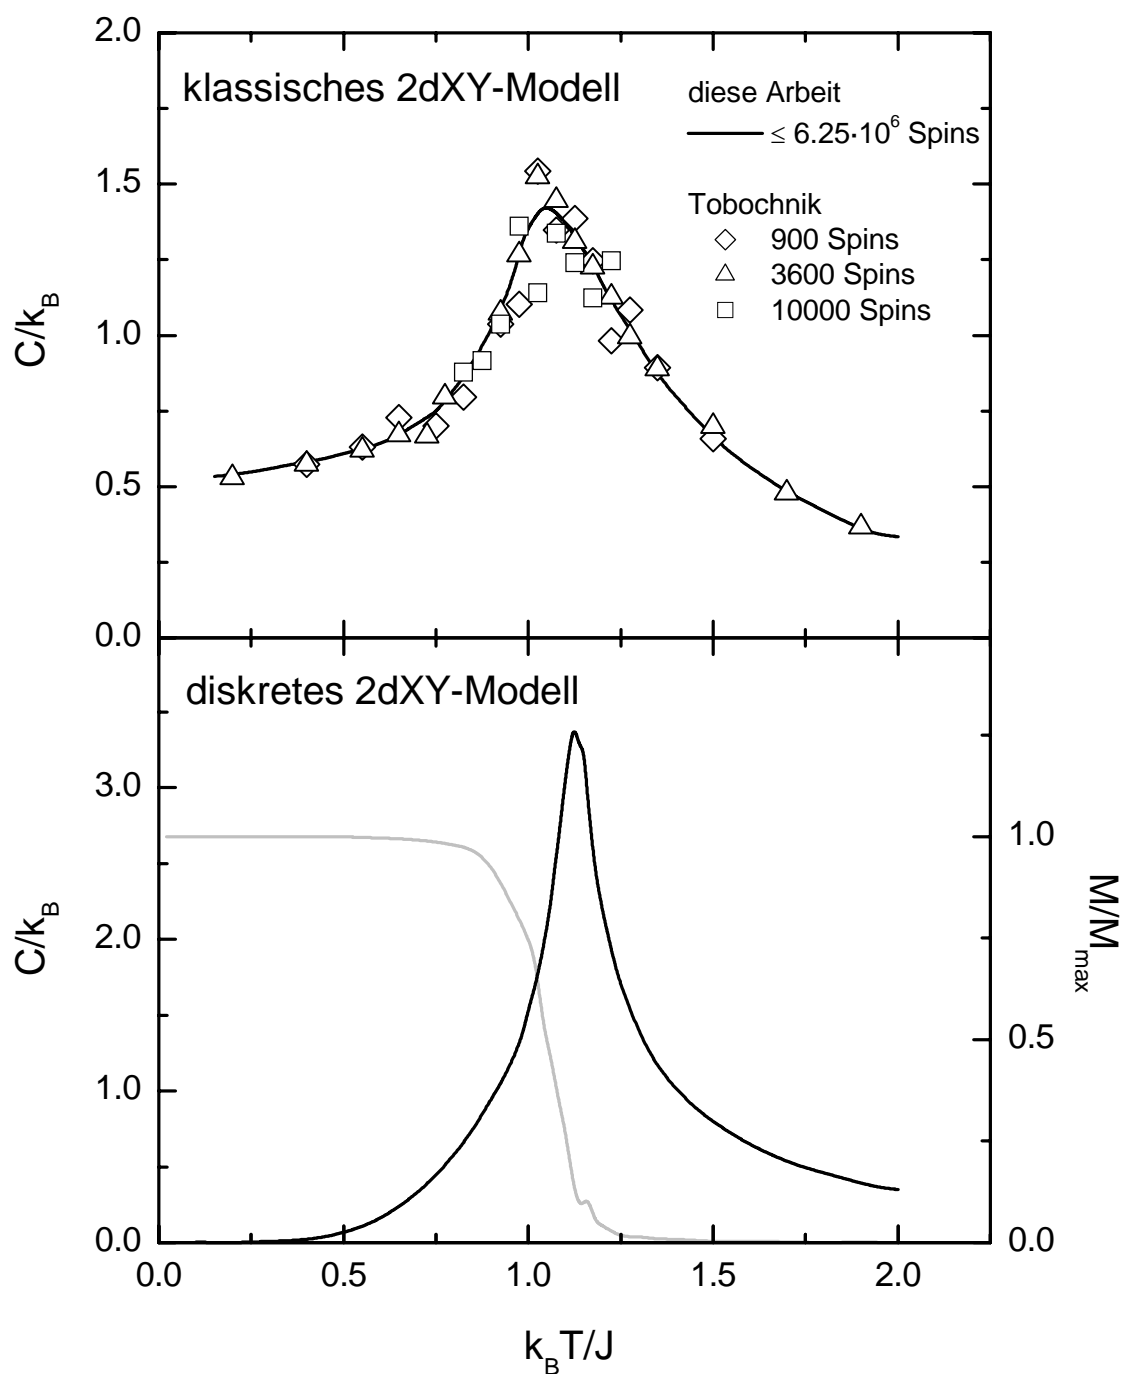 2.0
klassisches 2dXY-Modell
diese Arbeit
≤ 6.25·10⁶ Spins
1.5
Tobochnik
900 Spins
3600 Spins
10000 Spins
C/k_B
1.0
0.5
0.0
diskretes 2dXY-Modell
3.0
1.0
C/k_B
M/M_max
2.0
0.5
1.0
0.0
0.0
0.0
0.5
1.0
1.5
2.0
k_B T/J